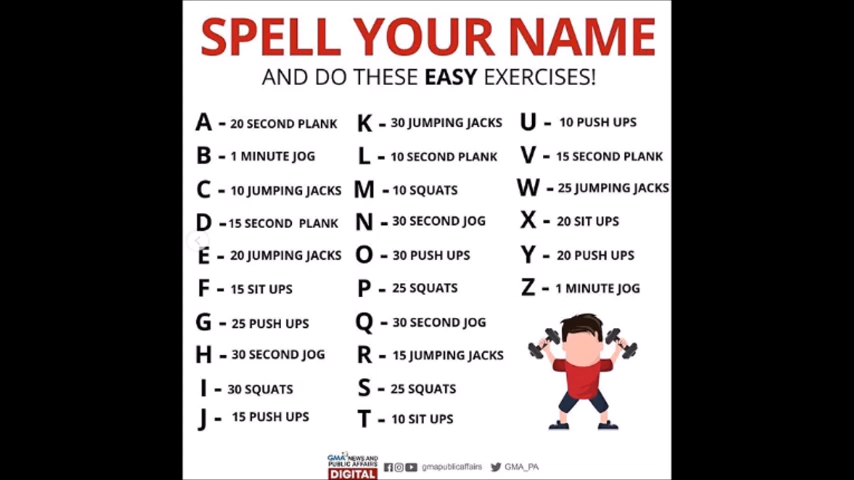 SPELL YOUR NAME
AND DO THESE EASY EXERCISES!
A - 20 SECOND PLANK
B - 1 MINUTE JOG
C - 10 JUMPING JACKS
D -15 SECOND PLANK
E - 20 JUMPING JACKS
F - 15 SIT UPS
G - 25 PUSH UPS
H - 30 SECOND JOG
I - 30 SQUATS
J - 15 PUSH UPS
K - 30 JUMPING JACKS
L - 10 SECOND PLANK
M - 10 SQUATS
N - 30 SECOND JOG
O - 30 PUSH UPS
P - 25 SQUATS
Q - 30 SECOND JOG
R - 15 JUMPING JACKS
S - 25 SQUATS
T - 10 SIT UPS
U - 10 PUSH UPS
V - 15 SECOND PLANK
W - 25 JUMPING JACKS
X - 20 SIT UPS
Y - 20 PUSH UPS
Z - 1 MINUTE JOG
GMA NEWS AND
PUBLIC AFFAIRS
DIGITAL
gmapublicaffairs
GMA_PA